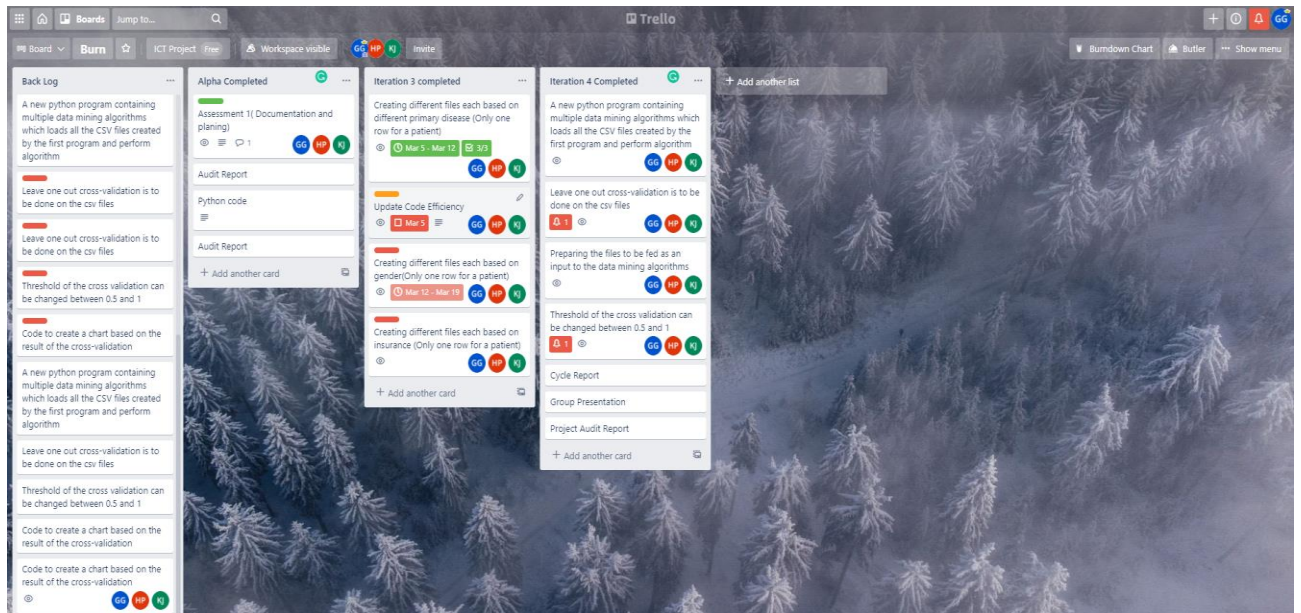 Boards
Jump to...
Trello
GG
Board
Burn
ICT Project Free
Workspace visible
GG HP KJ
Invite
Burndown Chart
Butler
... Show menu
Back Log
A new python program containing
multiple data mining algorithms
which loads all the CSV files created
by the first program and perform
algorithm
Leave one out cross-validation is to
be done on the csv files
Leave one out cross-validation is to
be done on the csv files
Threshold of the cross validation can
be changed between 0.5 and 1
Code to create a chart based on the
result of the cross-validation
A new python program containing
multiple data mining algorithms
which loads all the CSV files created
by the first program and perform
algorithm
Leave one out cross-validation is to
be done on the csv files
Threshold of the cross validation can
be changed between 0.5 and 1
Code to create a chart based on the
result of the cross-validation
Code to create a chart based on the
result of the cross-validation
GG HP KJ
Alpha Completed
Assessment 1( Documentation and
planing)
1 GG HP KJ
Audit Report
Python code
Audit Report
+ Add another card
Iteration 3 completed
Creating different files each based on
different primary disease (Only one
row for a patient)
Mar 5 - Mar 12 3/3
GG HP KJ
Update Code Efficiency
Mar 5 GG HP KJ
Creating different files each based on
gender(Only one row for a patient)
Mar 12 - Mar 19 GG HP KJ
Creating different files each based on
insurance (Only one row for a patient)
GG HP KJ
+ Add another card
Iteration 4 Completed
A new python program containing
multiple data mining algorithms which
loads all the CSV files created by the
first program and perform algorithm
GG HP KJ
Leave one out cross-validation is to be
done on the csv files
1 GG HP KJ
Preparing the files to be fed as an
input to the data mining algorithms
GG HP KJ
Threshold of the cross validation can
be changed between 0.5 and 1
1 GG HP KJ
Cycle Report
Group Presentation
Project Audit Report
+ Add another card
+ Add another list